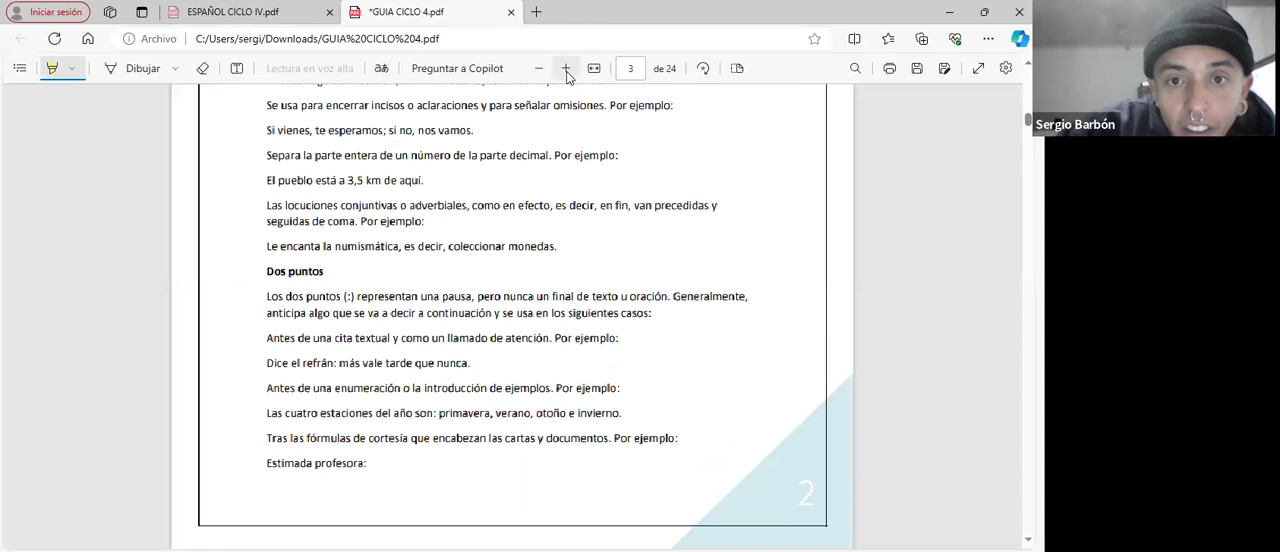 Iniciar sesión
ESPAÑOL CICLO IV.pdf
*GUIA CICLO 4.pdf
Archivo
C:/Users/sergi/Downloads/GUIA%20CICLO%204.pdf
Dibujar
Lectura en voz alta
aあ
Preguntar a Copilot
3
de 24
Sergio Barbón
Se usa para encerrar incisos o aclaraciones y para señalar omisiones. Por ejemplo:
Si vienes, te esperamos; si no, nos vamos.
Separa la parte entera de un número de la parte decimal. Por ejemplo:
El pueblo está a 3,5 km de aquí.
Las locuciones conjuntivas o adverbiales, como en efecto, es decir, en fin, van precedidas y
seguidas de coma. Por ejemplo:
Le encanta la numismática, es decir, coleccionar monedas.
Dos puntos
Los dos puntos (:) representan una pausa, pero nunca un final de texto u oración. Generalmente,
anticipa algo que se va a decir a continuación y se usa en los siguientes casos:
Antes de una cita textual y como un llamado de atención. Por ejemplo:
Dice el refrán: más vale tarde que nunca.
Antes de una enumeración o la introducción de ejemplos. Por ejemplo:
Las cuatro estaciones del año son: primavera, verano, otoño e invierno.
Tras las fórmulas de cortesía que encabezan las cartas y documentos. Por ejemplo:
Estimada profesora:
2